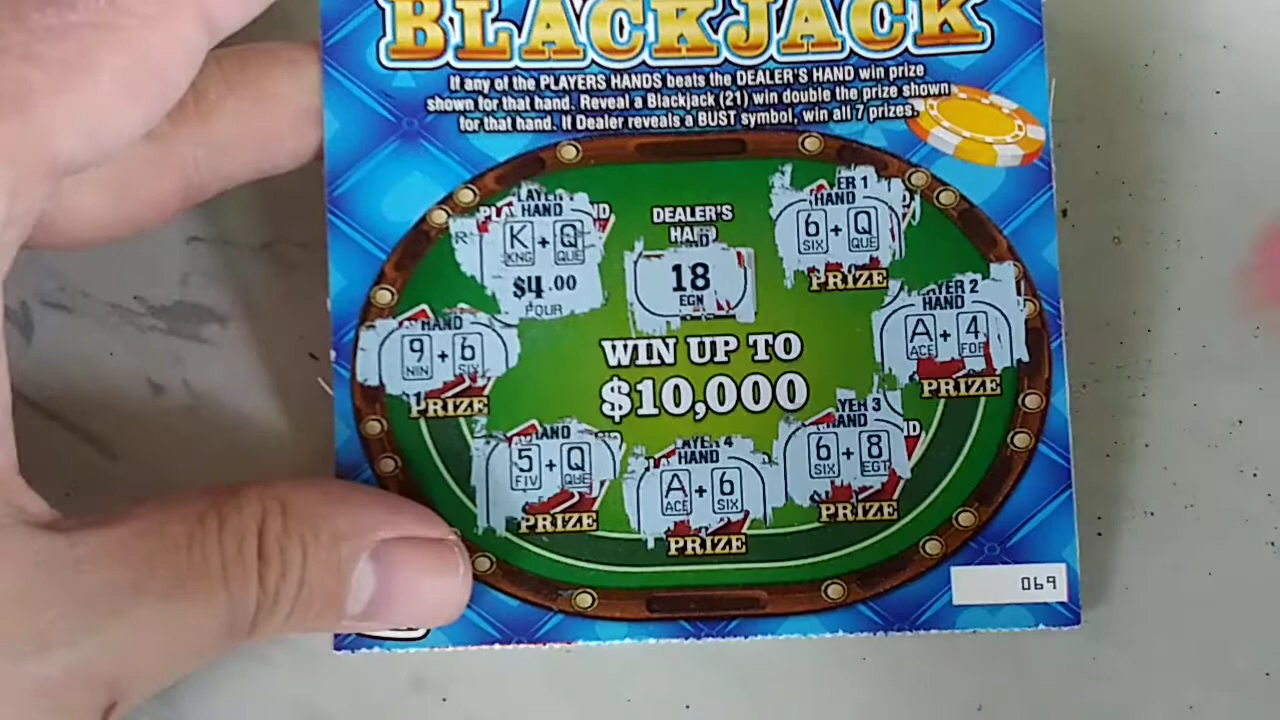 BLACKJACK
If any of the PLAYERS HANDS beats the DEALER'S HAND win prize
shown for that hand. Reveal a Blackjack (21) win double the prize shown
for that hand. If Dealer reveals a BUST symbol, win all 7 prizes.
HAND
K + Q
KNG QUE
$4.00
FOUR
DEALER'S
HAND
18
EGN
HAND
6 + Q
SIX QUE
PRIZE
HAND
A + 4
ACE FOR
PRIZE
HAND
9 + 6
NIN SIX
PRIZE
WIN UP TO
$10,000
HAND
5 + Q
FIV QUE
PRIZE
HAND
A + 6
ACE SIX
PRIZE
HAND
6 + 8
SIX EGT
PRIZE
069